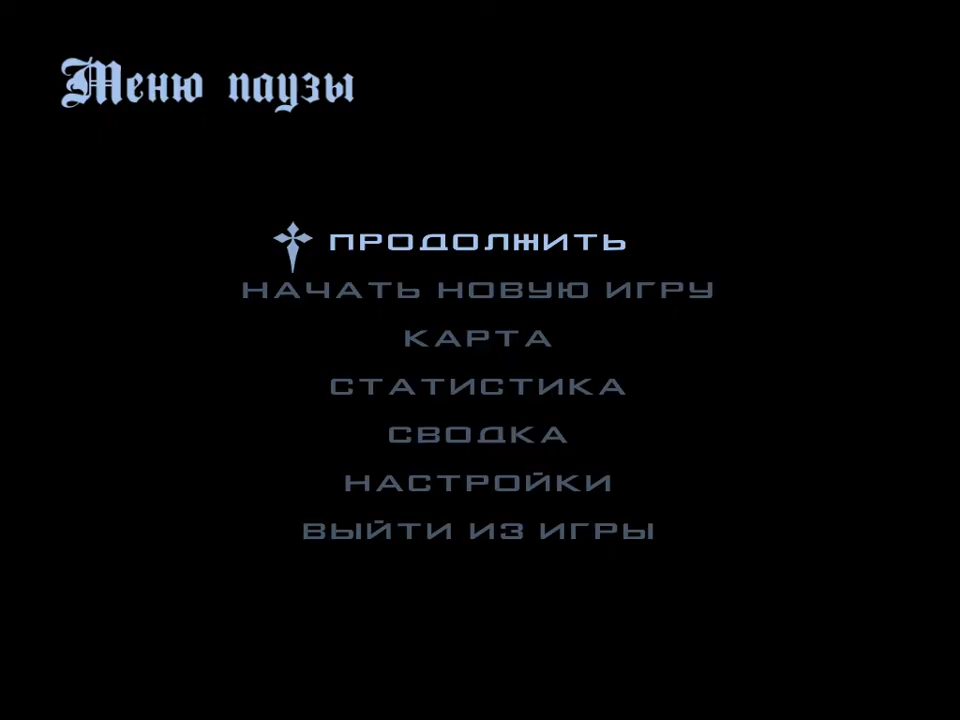 Меню паузы
ПРОДОЛЖИТЬ
НАЧАТЬ НОВУЮ ИГРУ
КАРТА
СТАТИСТИКА
СВОДКА
НАСТРОЙКИ
ВЫЙТИ ИЗ ИГРЫ